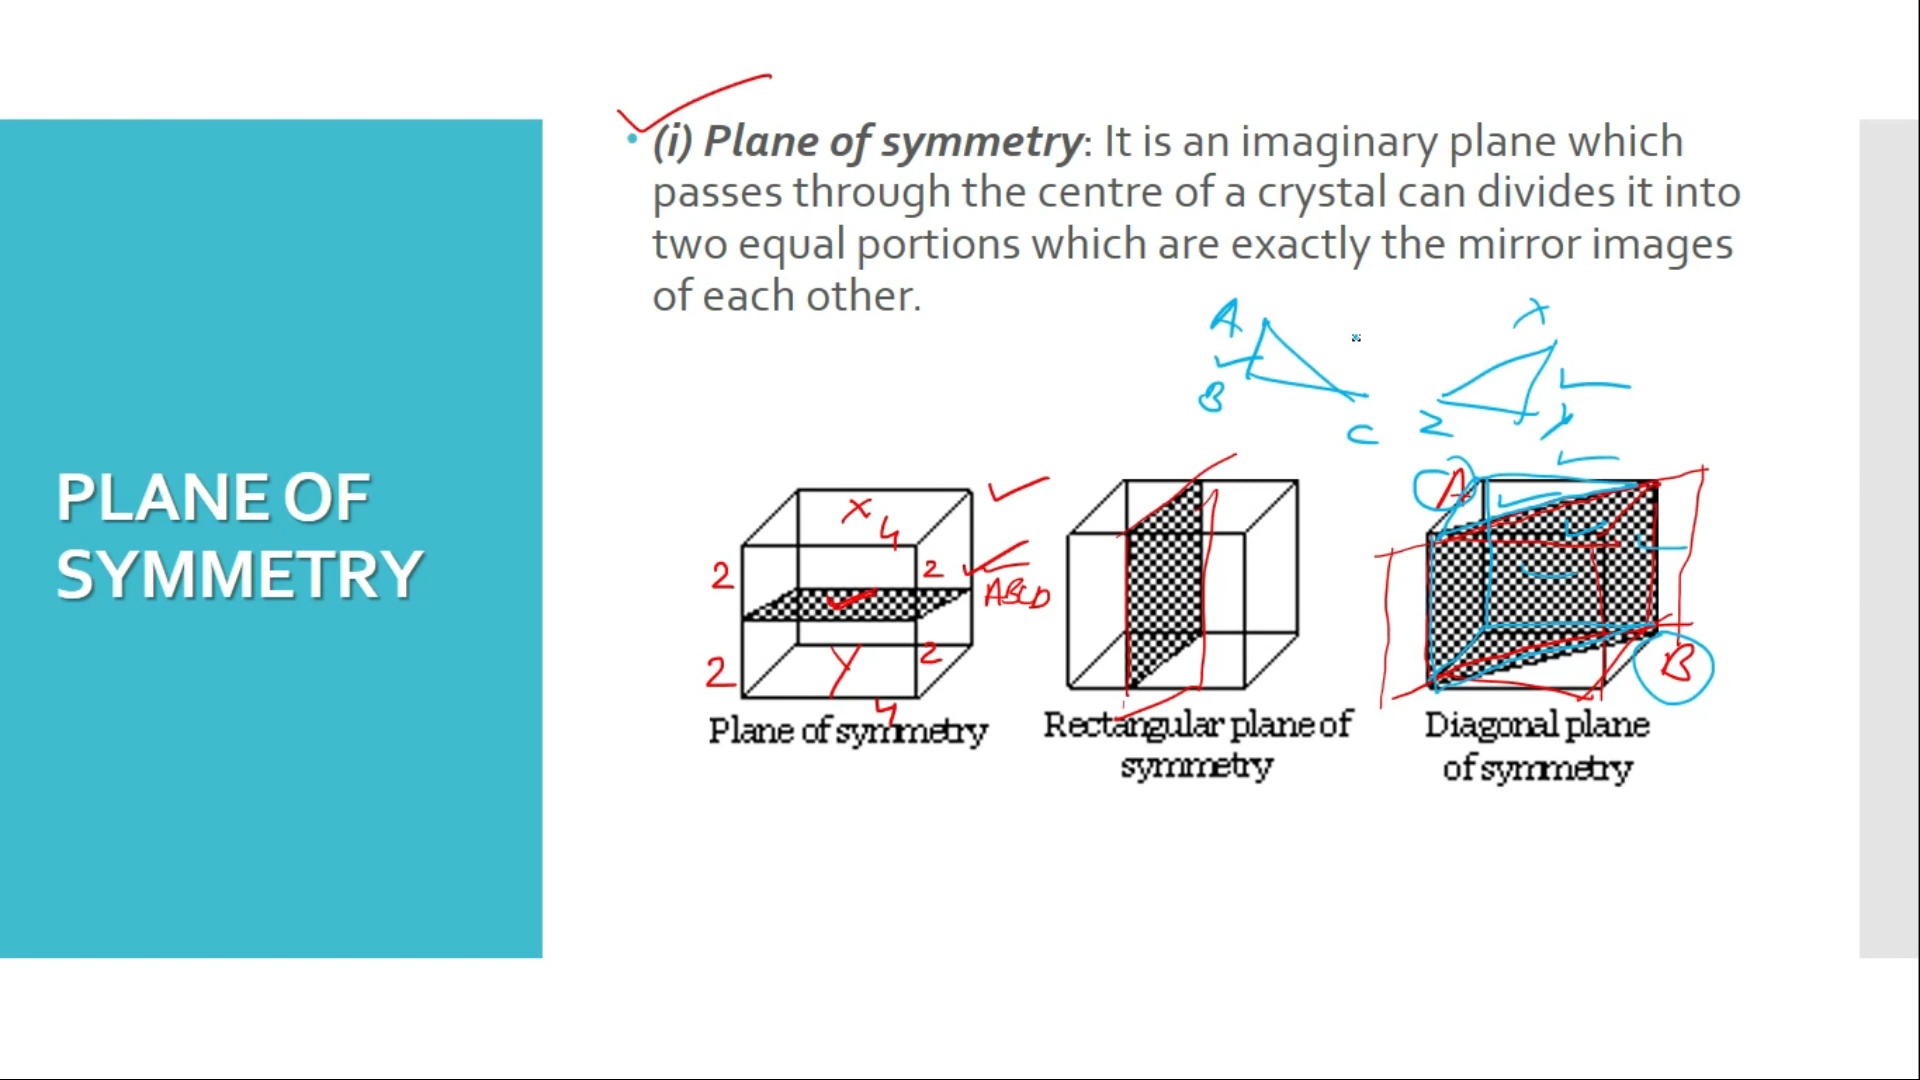 PLANE OF
SYMMETRY
• (i) Plane of symmetry: It is an imaginary plane which
passes through the centre of a crystal can divides it into
two equal portions which are exactly the mirror images
of each other.
A
B
C
X
Y
Z
X
4
2
2
ABCD
2
Y
2
4
A
B
Plane of symmetry
Rectangular plane of
symmetry
Diagonal plane
of symmetry